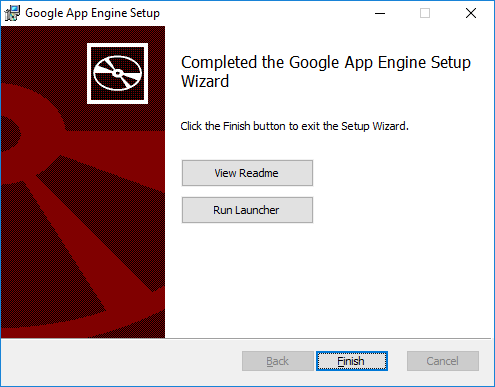 Google App Engine Setup
Completed the Google App Engine Setup
Wizard
Click the Finish button to exit the Setup Wizard.
View Readme
Run Launcher
Back
Finish
Cancel